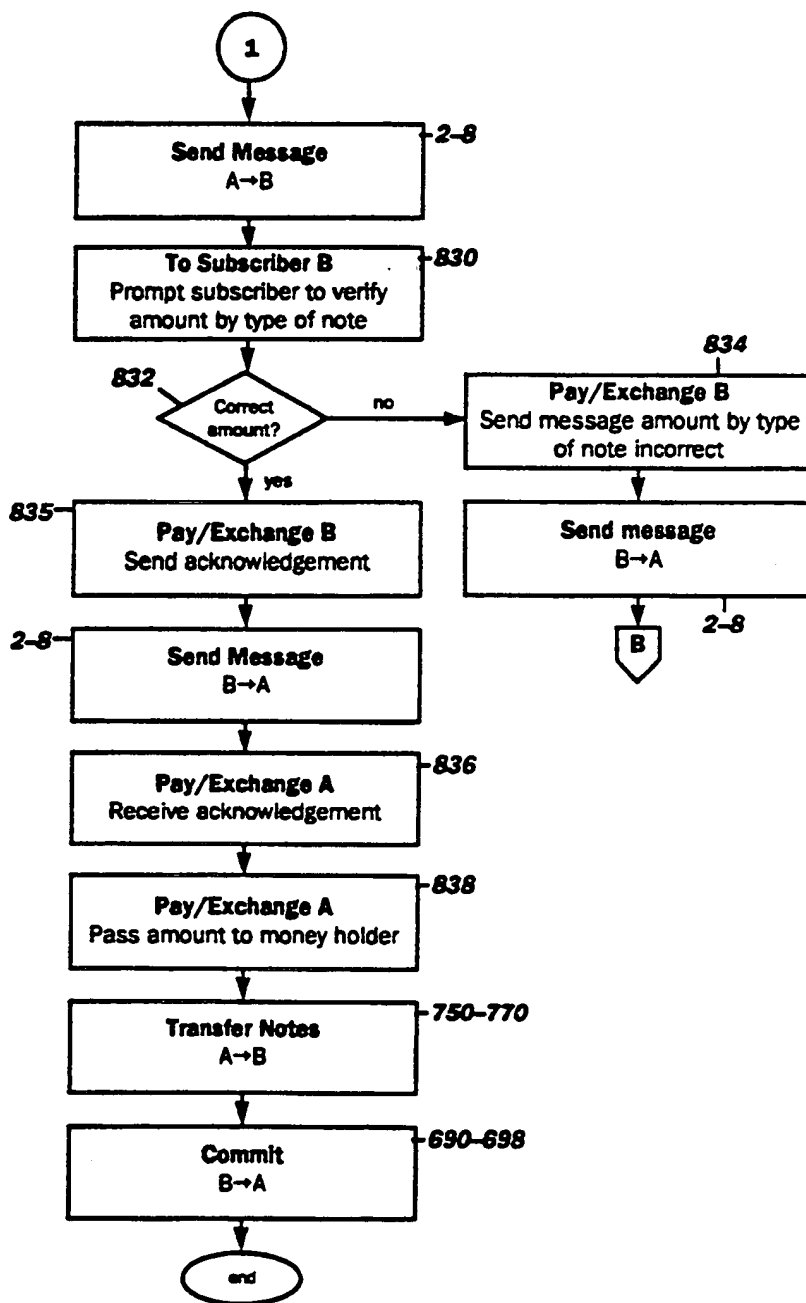 1
Send Message
A→B
2–8
To Subscriber B
Prompt subscriber to verify
amount by type of note
830
832
Correct
amount?
no
yes
834
Pay/Exchange B
Send message amount by type
of note incorrect
Send message
B→A
2–8
B
835
Pay/Exchange B
Send acknowledgement
2–8
Send Message
B→A
Pay/Exchange A
Receive acknowledgement
836
Pay/Exchange A
Pass amount to money holder
838
Transfer Notes
A→B
750–770
Commit
B→A
690–698
end